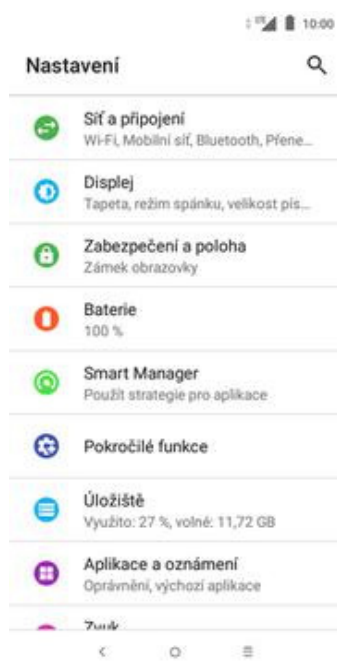 10:00
Nastavení
Síť a připojení
Wi-Fi, Mobilní síť, Bluetooth, Přene...
Displej
Tapeta, režim spánku, velikost pís...
Zabezpečení a poloha
Zámek obrazovky
Baterie
100 %
Smart Manager
Použít strategie pro aplikace
Pokročilé funkce
Úložiště
Využito: 27 %, volné: 11,72 GB
Aplikace a oznámení
Oprávnění, výchozí aplikace
Zvuk